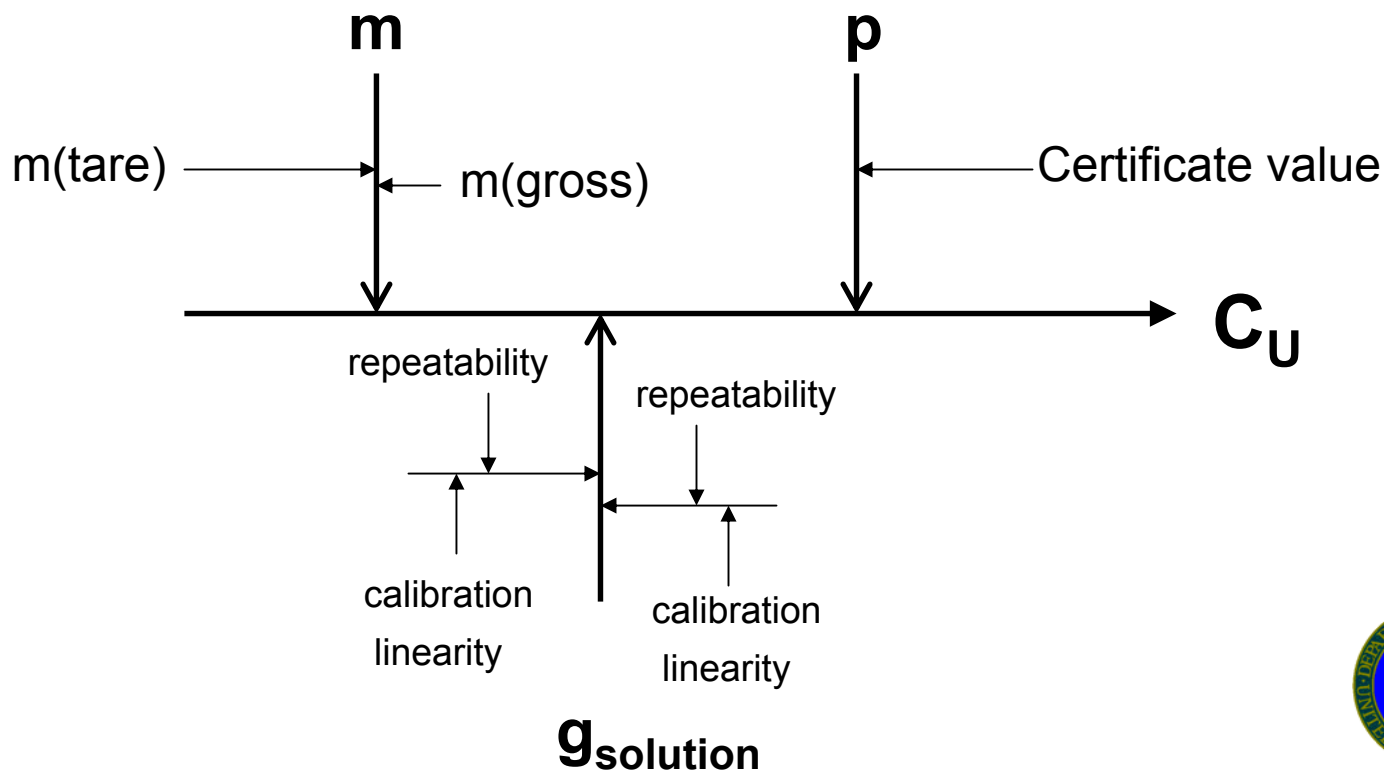 m
p
m(tare)
m(gross)
Certificate value
C_U
repeatability
repeatability
calibration
linearity
calibration
linearity
g_solution